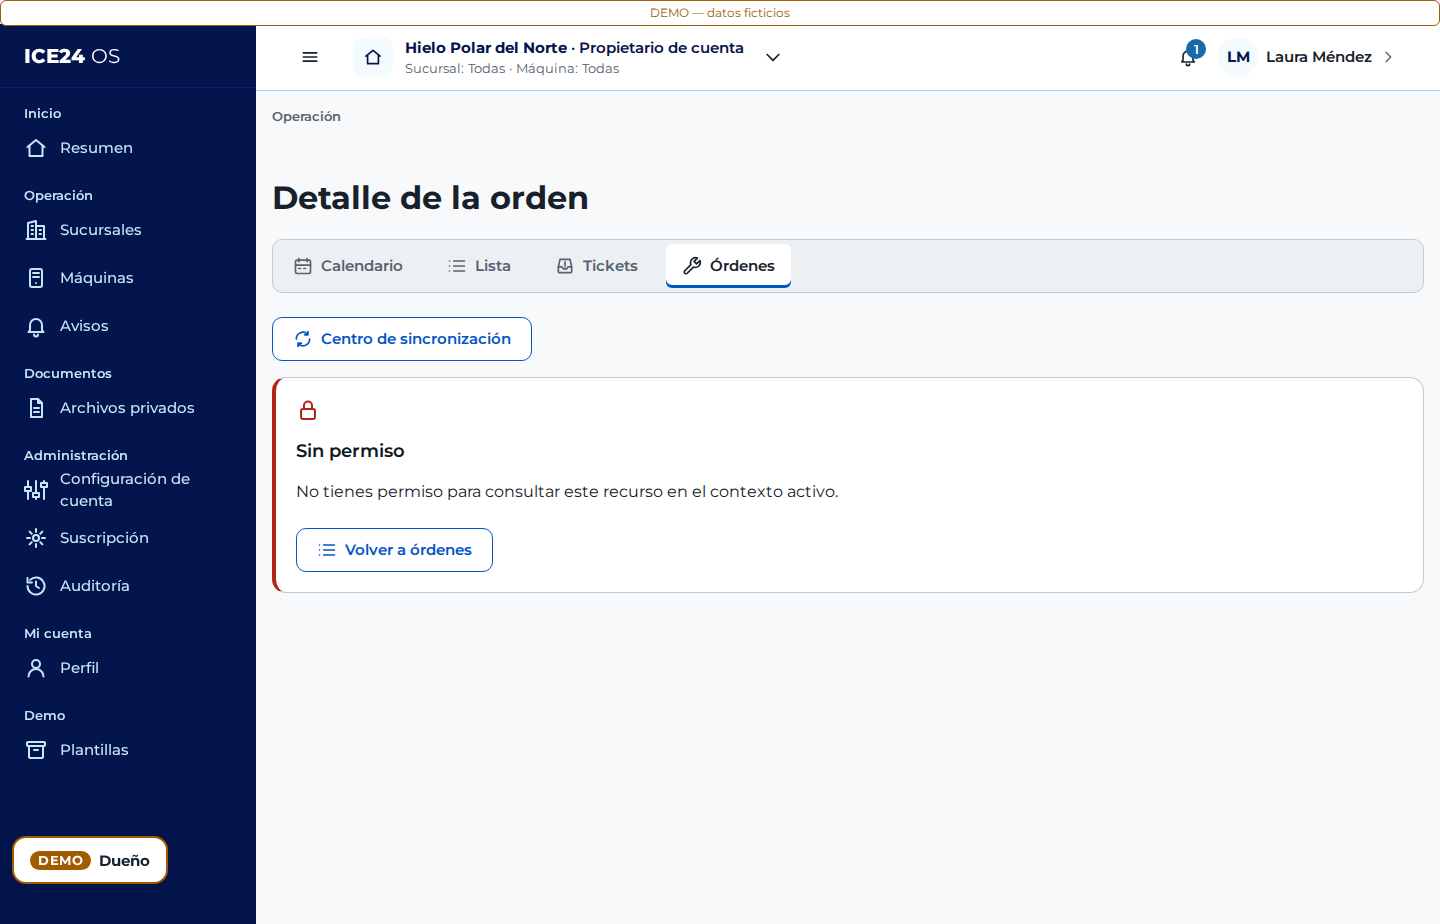 DEMO — datos ficticios
ICE24 OS
Hielo Polar del Norte · Propietario de cuenta
Sucursal: Todas · Máquina: Todas
1
LM
Laura Méndez
Inicio
Resumen
Operación
Sucursales
Máquinas
Avisos
Documentos
Archivos privados
Administración
Configuración de
cuenta
Suscripción
Auditoría
Mi cuenta
Perfil
Demo
Plantillas
DEMO Dueño
Operación
Detalle de la orden
Calendario
Lista
Tickets
Órdenes
Centro de sincronización
Sin permiso
No tienes permiso para consultar este recurso en el contexto activo.
Volver a órdenes